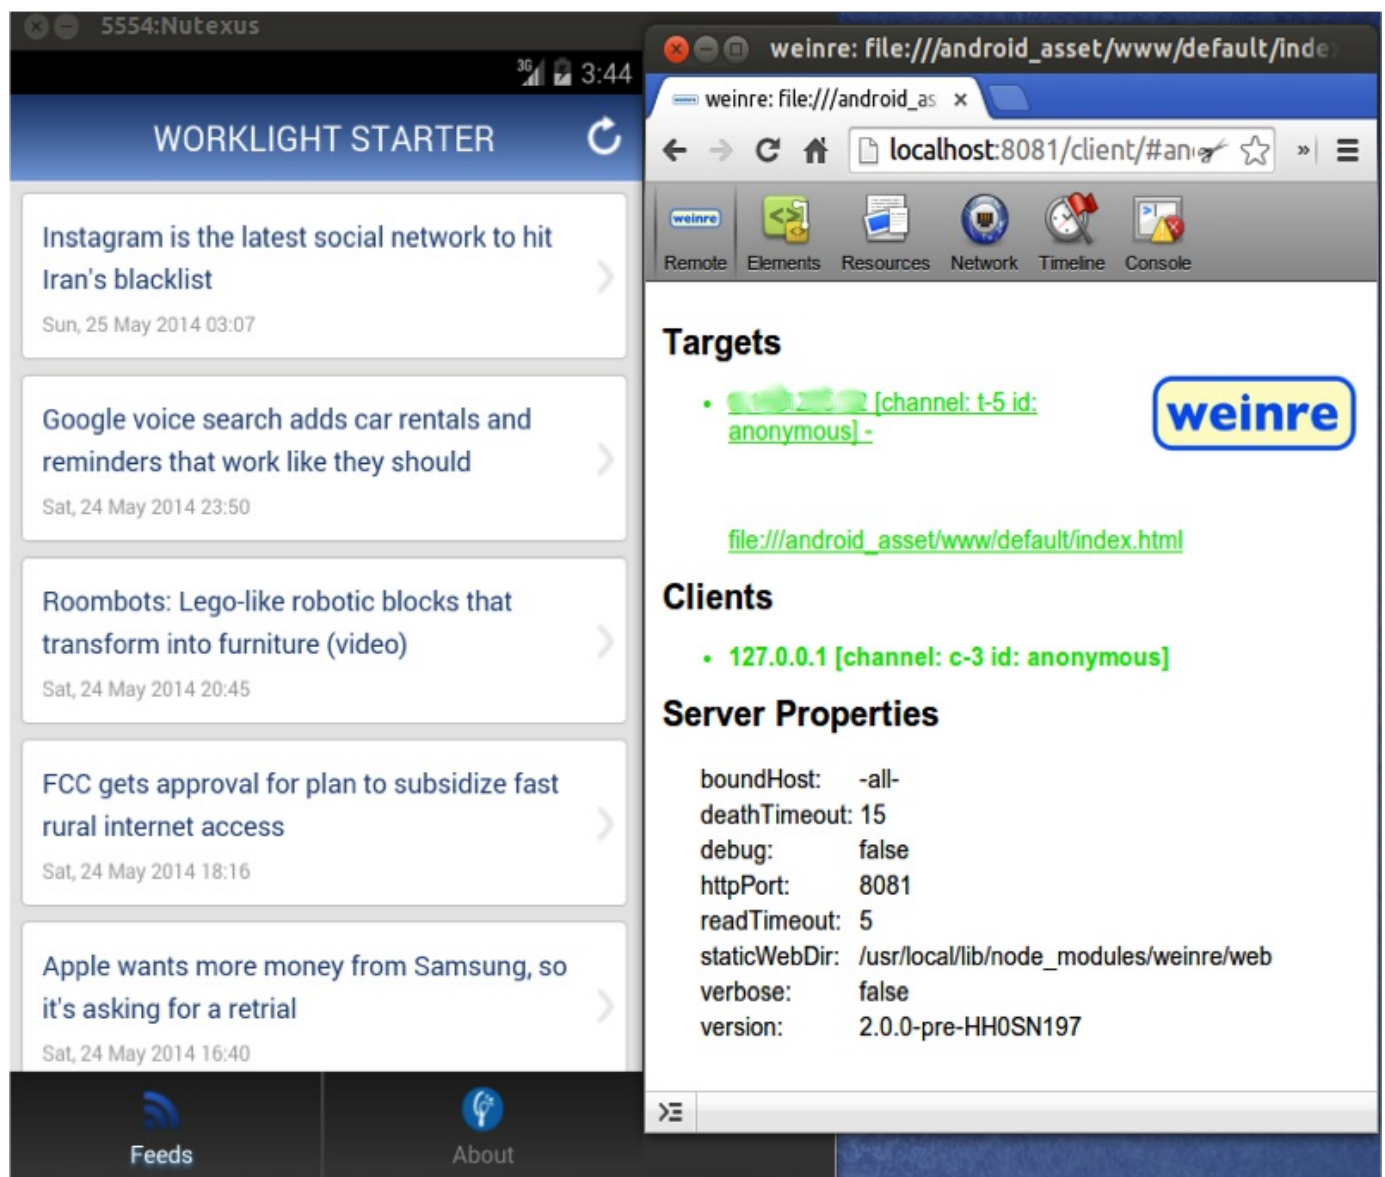 5554:Nutexus
3G 3:44
WORKLIGHT STARTER
Instagram is the latest social network to hit
Iran's blacklist
Sun, 25 May 2014 03:07
Google voice search adds car rentals and
reminders that work like they should
Sat, 24 May 2014 23:50
Roombots: Lego-like robotic blocks that
transform into furniture (video)
Sat, 24 May 2014 20:45
FCC gets approval for plan to subsidize fast
rural internet access
Sat, 24 May 2014 18:16
Apple wants more money from Samsung, so
it's asking for a retrial
Sat, 24 May 2014 16:40
Feeds
About
weinre: file:///android_asset/www/default/inde
weinre: file:///android_as
localhost:8081/client/#an
weinre
Remote Elements Resources Network Timeline Console
Targets
[channel: t-5 id:
anonymous] -
weinre
file:///android_asset/www/default/index.html
Clients
127.0.0.1 [channel: c-3 id: anonymous]
Server Properties
boundHost: -all-
deathTimeout: 15
debug: false
httpPort: 8081
readTimeout: 5
staticWebDir: /usr/local/lib/node_modules/weinre/web
verbose: false
version: 2.0.0-pre-HH0SN197